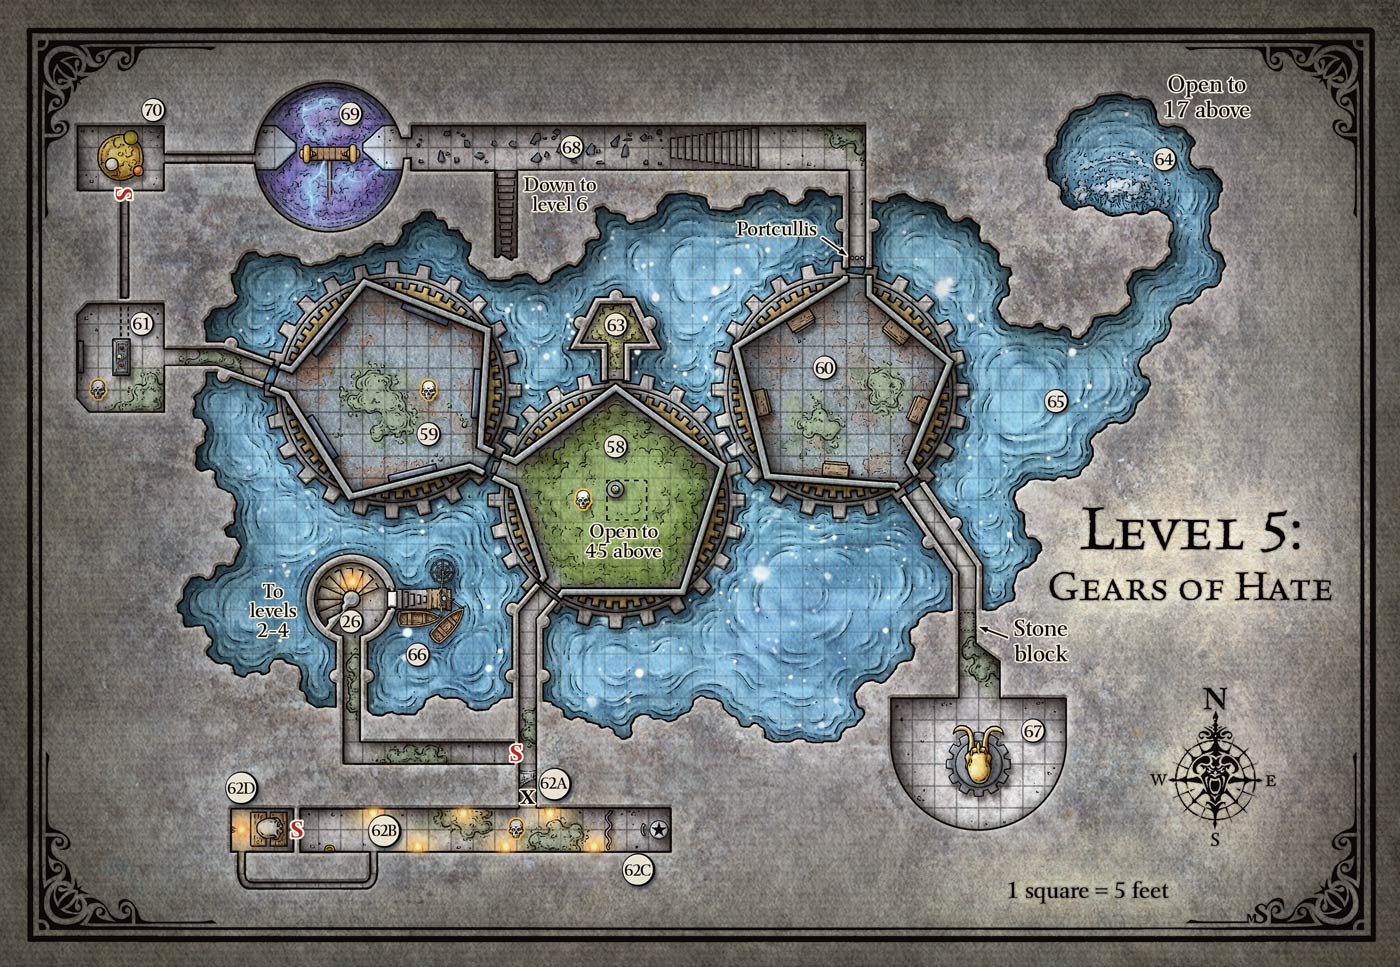 Open to
17 above
70
69
68
64
Down to
level 6
Portcullis
S
61
63
60
65
59
58
Open to
45 above
LEVEL 5:
GEARS OF HATE
To
levels
2-4
26
66
Stone
block
N
W
E
S
67
S
62A
X
62D
62B
S
62C
1 square = 5 feet
MS